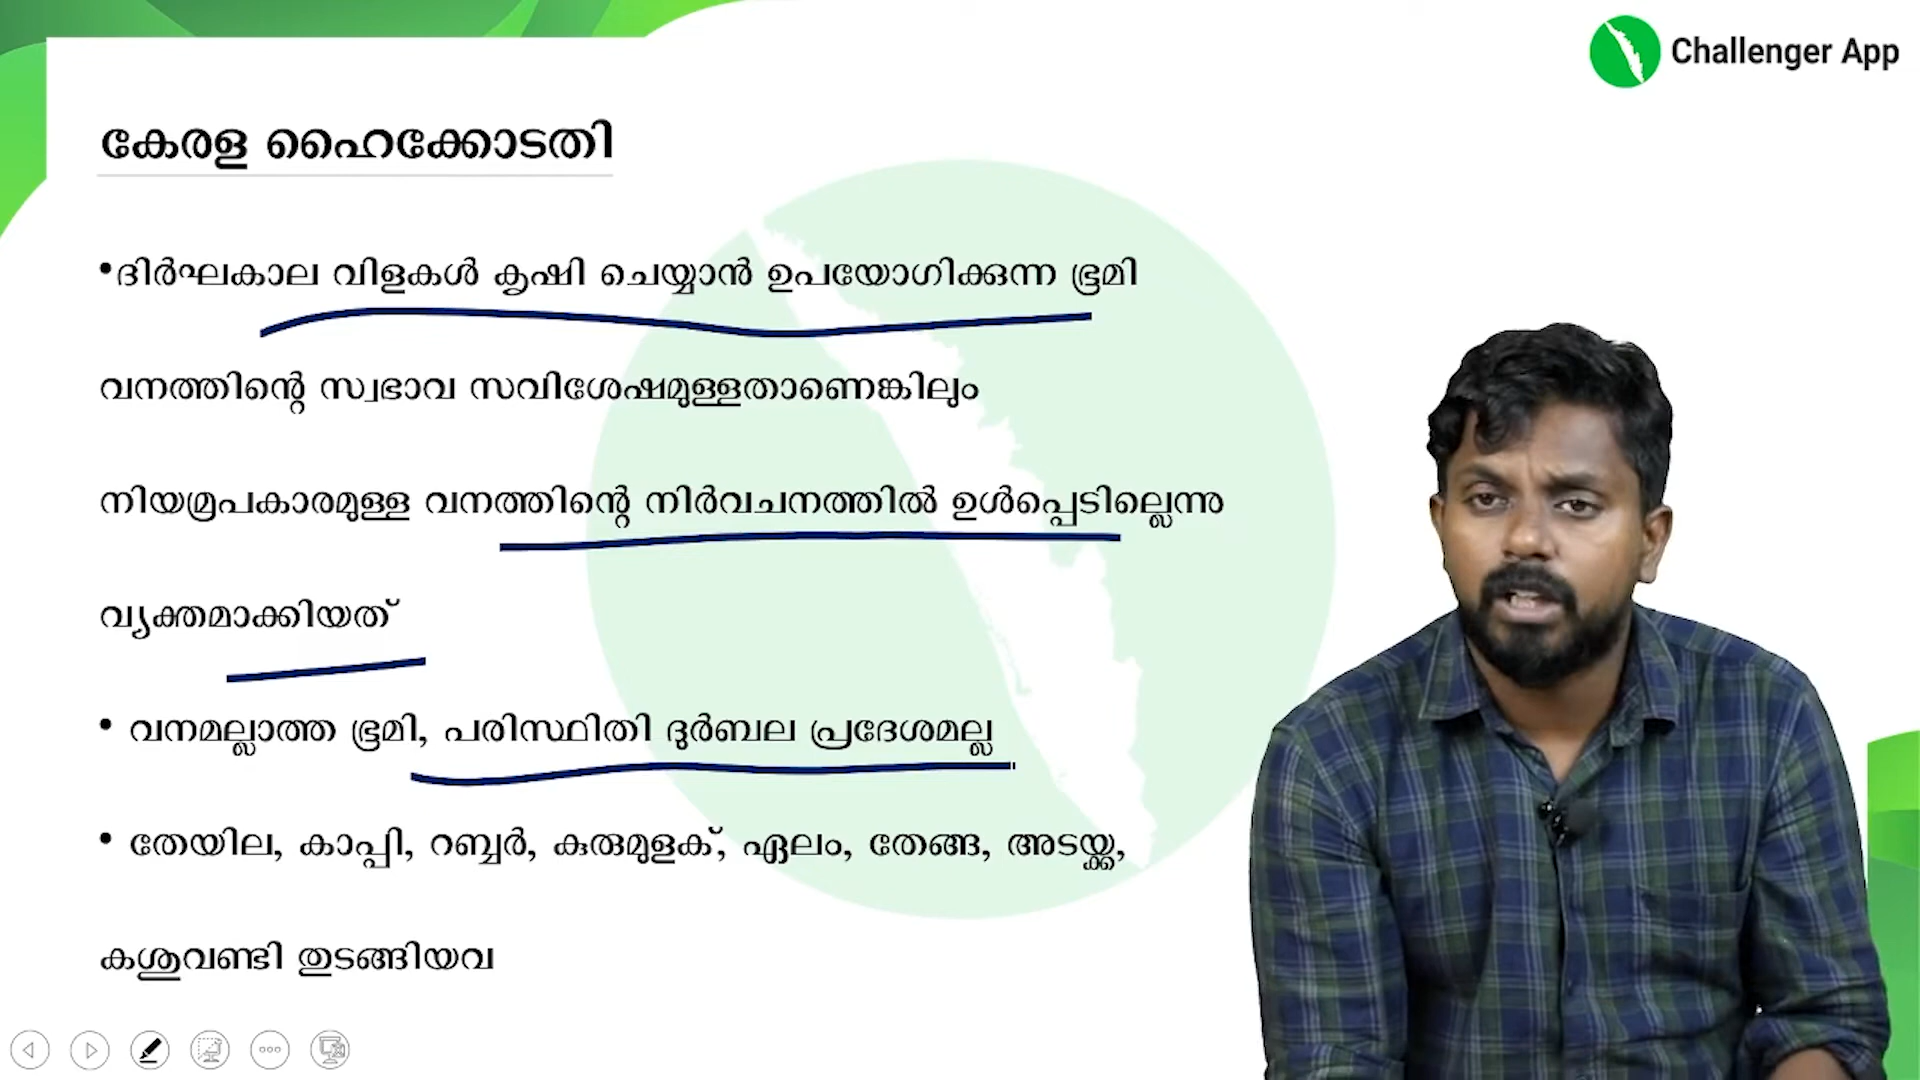 Challenger App
കേരള ഹൈക്കോടതി
•ദിർഘകാല വിളകൾ കൃഷി ചെയ്യാൻ ഉപയോഗിക്കുന്ന ഭൂമി
വനത്തിന്റെ സ്വഭാവ സവിശേഷമുള്ളതാണെങ്കിലും
നിയമപ്രകാരമുള്ള വനത്തിന്റെ നിർവചനത്തിൽ ഉൾപ്പെടില്ലെന്നു
വ്യക്തമാക്കിയത്
• വനമല്ലാത്ത ഭൂമി, പരിസ്ഥിതി ദുർബല പ്രദേശമല്ല
• തേയില, കാപ്പി, റബ്ബർ, കുരുമുളക്, ഏലം, തേങ്ങ, അടയ്ക്ക,
കശുവണ്ടി തുടങ്ങിയവ